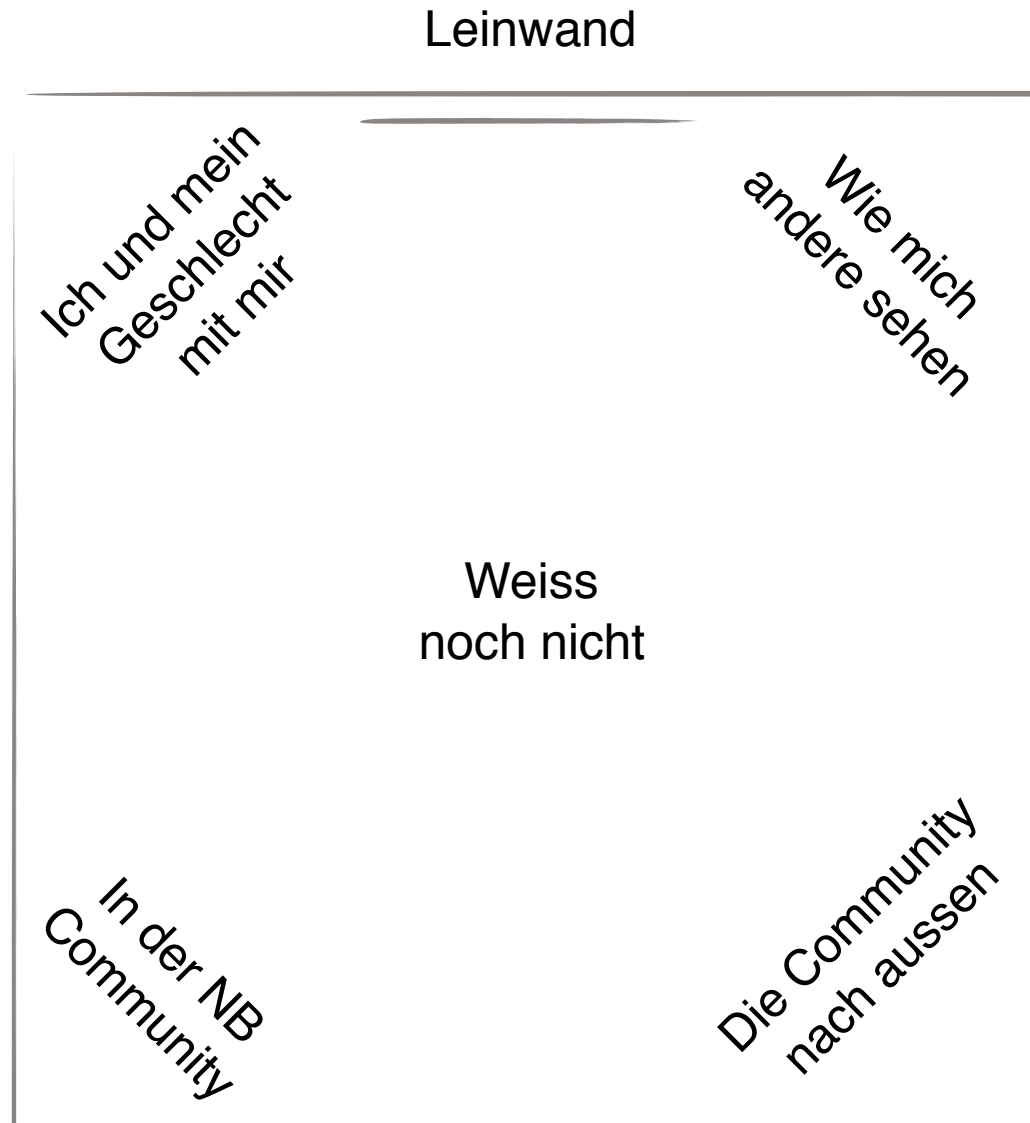 Leinwand
Ich und mein
Geschlecht
mit mir
Wie mich
andere sehen
Weiss
noch nicht
In der NB
Community
Die Community
nach aussen